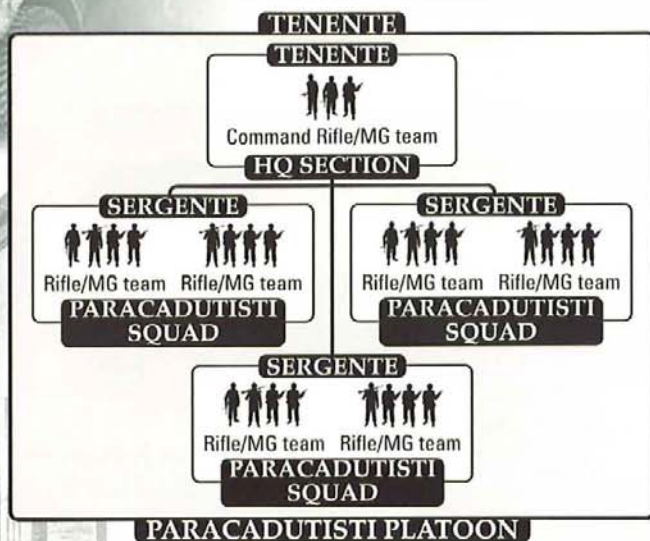 TENENTE
TENENTE
Command Rifle/MG team
HQ SECTION
SERGENTE
SERGENTE
Rifle/MG team Rifle/MG team
Rifle/MG team Rifle/MG team
PARACADUTISTI
SQUAD
PARACADUTISTI
SQUAD
SERGENTE
Rifle/MG team Rifle/MG team
PARACADUTISTI
SQUAD
PARACADUTISTI PLATOON